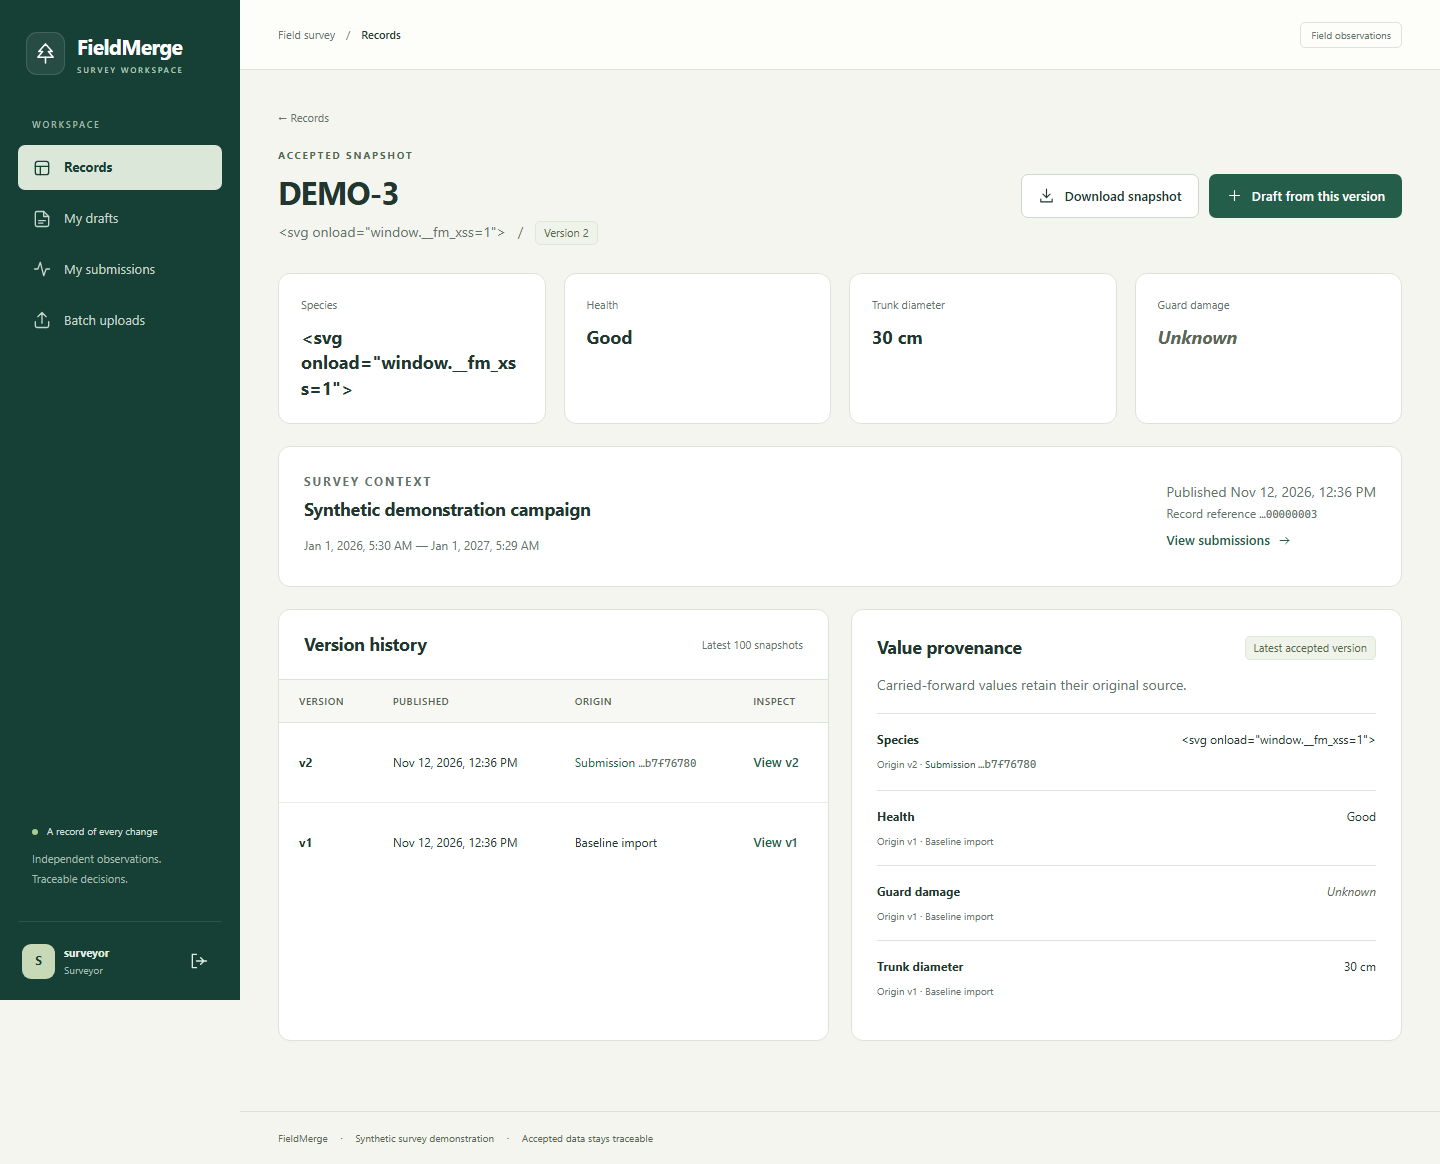 FieldMerge
SURVEY WORKSPACE
WORKSPACE
Records
My drafts
My submissions
Batch uploads
A record of every change
Independent observations.
Traceable decisions.
S
surveyor
Surveyor
Field survey / Records
Field observations
← Records
ACCEPTED SNAPSHOT
DEMO-3
Download snapshot
+ Draft from this version
<svg onload="window.__fm_xss=1"> / Version 2
Species
<svg
onload="window.__fm_xs
s=1">
Health
Good
Trunk diameter
30 cm
Guard damage
Unknown
SURVEY CONTEXT
Synthetic demonstration campaign
Jan 1, 2026, 5:30 AM — Jan 1, 2027, 5:29 AM
Published Nov 12, 2026, 12:36 PM
Record reference …00000003
View submissions →
Version history
Latest 100 snapshots
VERSION PUBLISHED ORIGIN INSPECT
v2 Nov 12, 2026, 12:36 PM Submission …b7f76780 View v2
v1 Nov 12, 2026, 12:36 PM Baseline import View v1
Value provenance
Latest accepted version
Carried-forward values retain their original source.
Species <svg onload="window.__fm_xss=1">
Origin v2 · Submission …b7f76780
Health Good
Origin v1 · Baseline import
Guard damage Unknown
Origin v1 · Baseline import
Trunk diameter 30 cm
Origin v1 · Baseline import
FieldMerge · Synthetic survey demonstration · Accepted data stays traceable